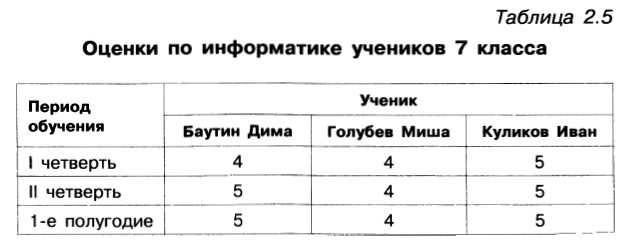 Таблица 2.5
Оценки по информатике учеников 7 класса
Период обучения
Ученик
Баутин Дима Голубев Миша Куликов Иван
I четверть 4 4 5
II четверть 5 4 5
1-е полугодие 5 4 5